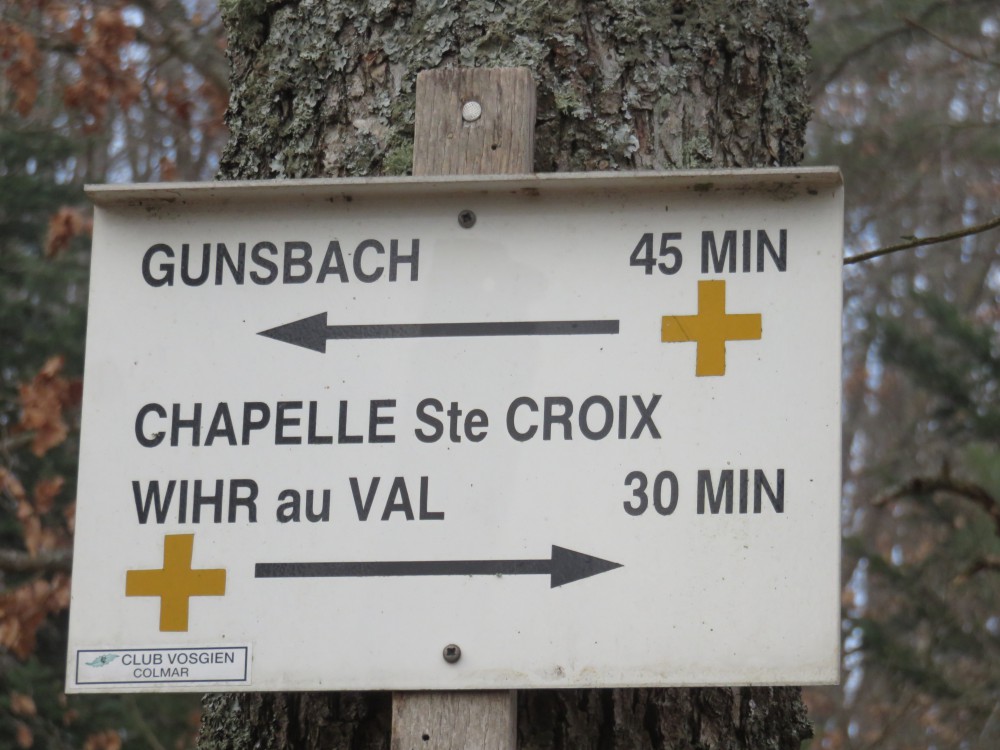 GUNSBACH 45 MIN
CHAPELLE Ste CROIX
WIHR au VAL 30 MIN
CLUB VOSGIEN
COLMAR